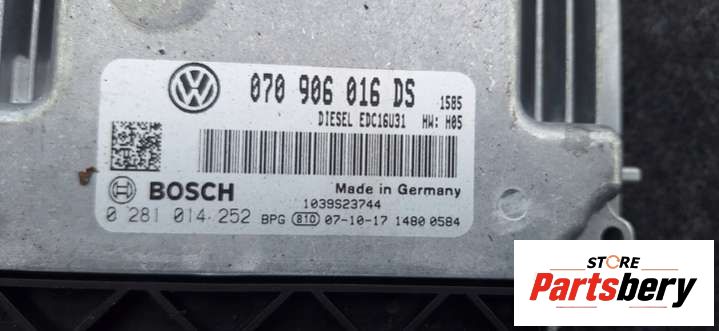 070 906 016 DS 1585
DIESEL EDC16U31 HW: H05
BOSCH
Made in Germany
1039S23744
0 281 014 252 BPG 810 07-10-17 1480 0584
STORE
Partsbery